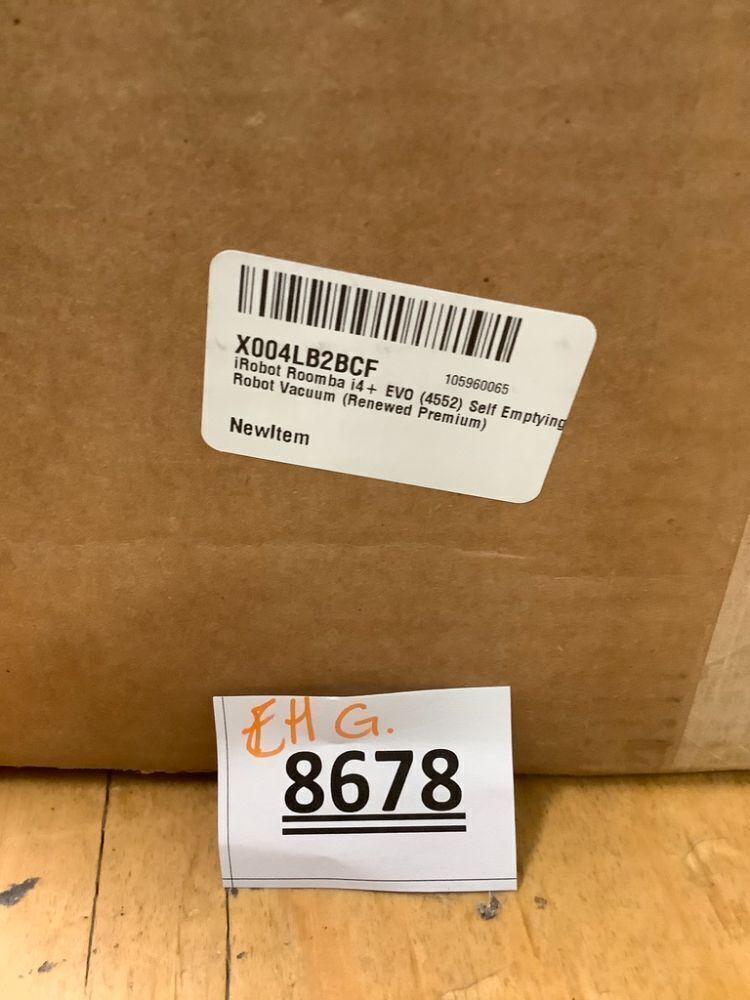 X004LB2BCF
105960065
iRobot Roomba i4+ EVO (4552) Self Emptying
Robot Vacuum (Renewed Premium)
NewItem
EH G.
8678